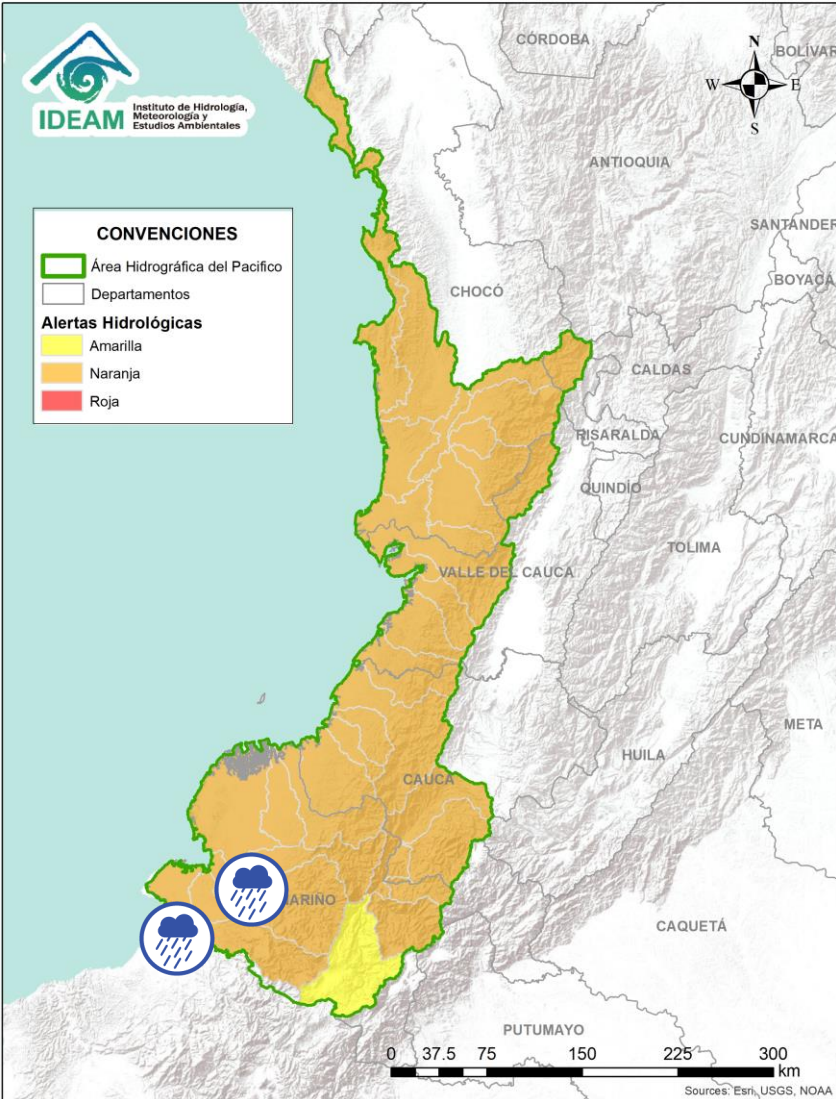 IDEAM
Instituto de Hidrología,
Meteorología y
Estudios Ambientales
N
W E
S
CÓRDOBA
BOLÍVAR
ANTIOQUIA
SANTANDER
BOYACÁ
CHOCÓ
CALDAS
RISARALDA
CUNDINAMARCA
QUINDÍO
TOLIMA
VALLE DEL CAUCA
META
HUILA
CAUCA
ARIÑO
CAQUETÁ
PUTUMAYO
CONVENCIONES
Área Hidrográfica del Pacifico
Departamentos
Alertas Hidrológicas
Amarilla
Naranja
Roja
0 37.5 75 150 225 300
km
Sources: Esri, USGS, NOAA